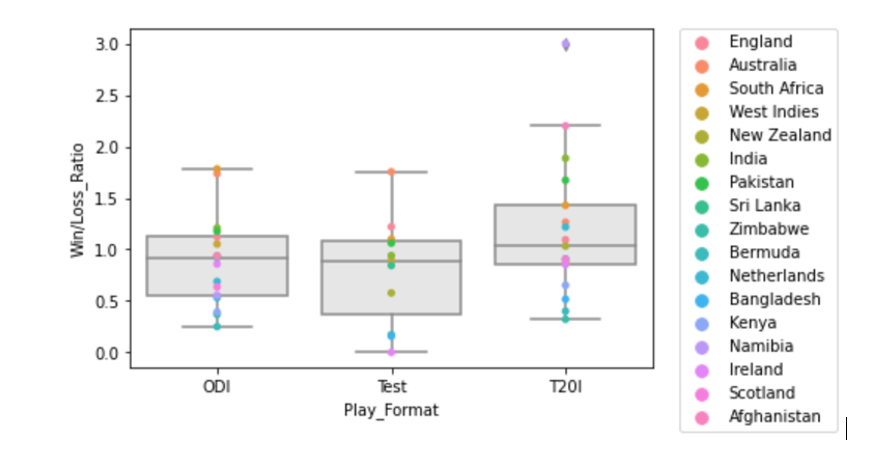 3.0
2.5
2.0
1.5
1.0
0.5
0.0
Win/Loss_Ratio
ODI
Test
T20I
Play_Format
England
Australia
South Africa
West Indies
New Zealand
India
Pakistan
Sri Lanka
Zimbabwe
Bermuda
Netherlands
Bangladesh
Kenya
Namibia
Ireland
Scotland
Afghanistan